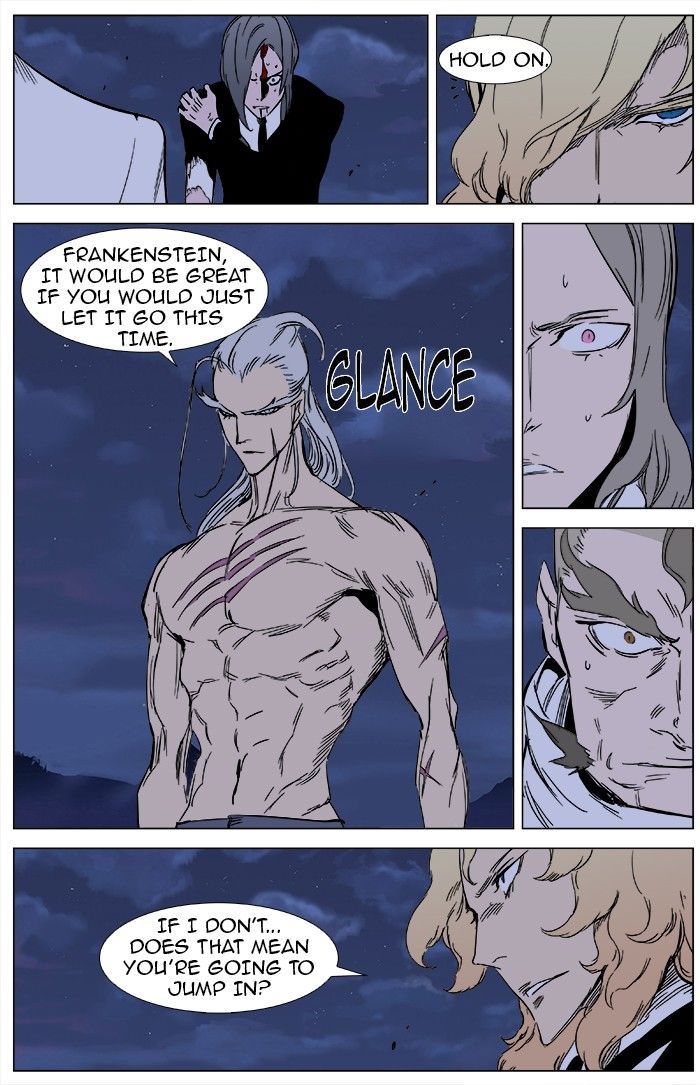 HOLD ON.
FRANKENSTEIN,
IT WOULD BE GREAT
IF YOU WOULD JUST
LET IT GO THIS
TIME.
GLANCE
IF I DON'T...
DOES THAT MEAN
YOU'RE GOING TO
JUMP IN?